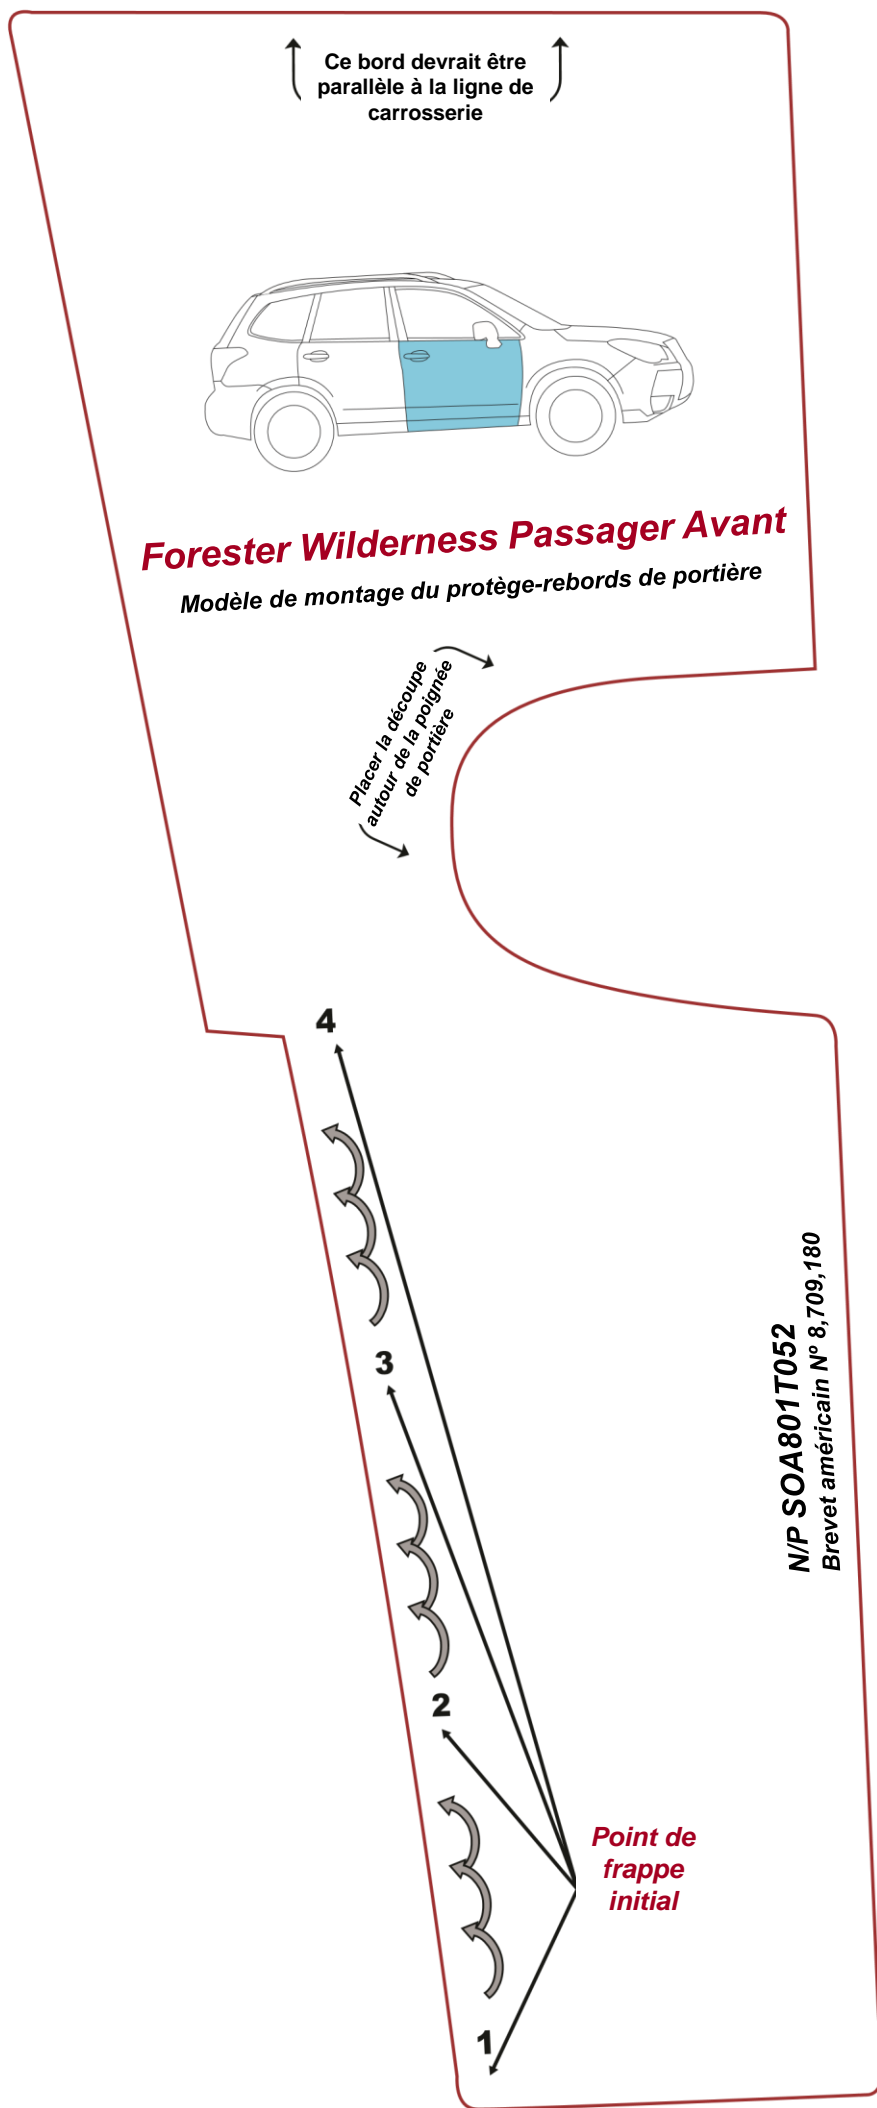 Ce bord devrait être
parallèle à la ligne de
carrosserie
Forester Wilderness Passager Avant
Modèle de montage du protège-rebords de portière
Placer la découpe
autour de la poignée
de portière
4
3
2
1
Point de
frappe
initial
N/P SOA801T052
Brevet américain Nº 8,709,180